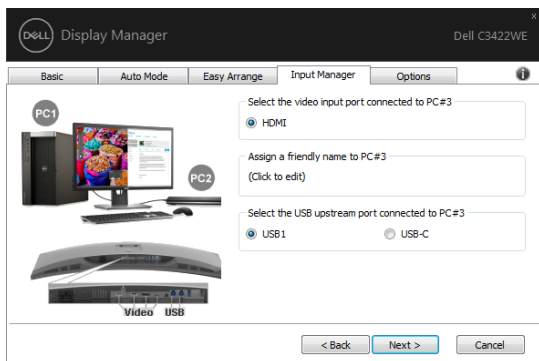 DELL Display Manager
Dell C3422WE
x
Basic
Auto Mode
Easy Arrange
Input Manager
Options
i
PC1
PC2
Video USB
Select the video input port connected to PC#3
HDMI
Assign a friendly name to PC#3
(Click to edit)
Select the USB upstream port connected to PC#3
USB1
USB-C
< Back
Next >
Cancel